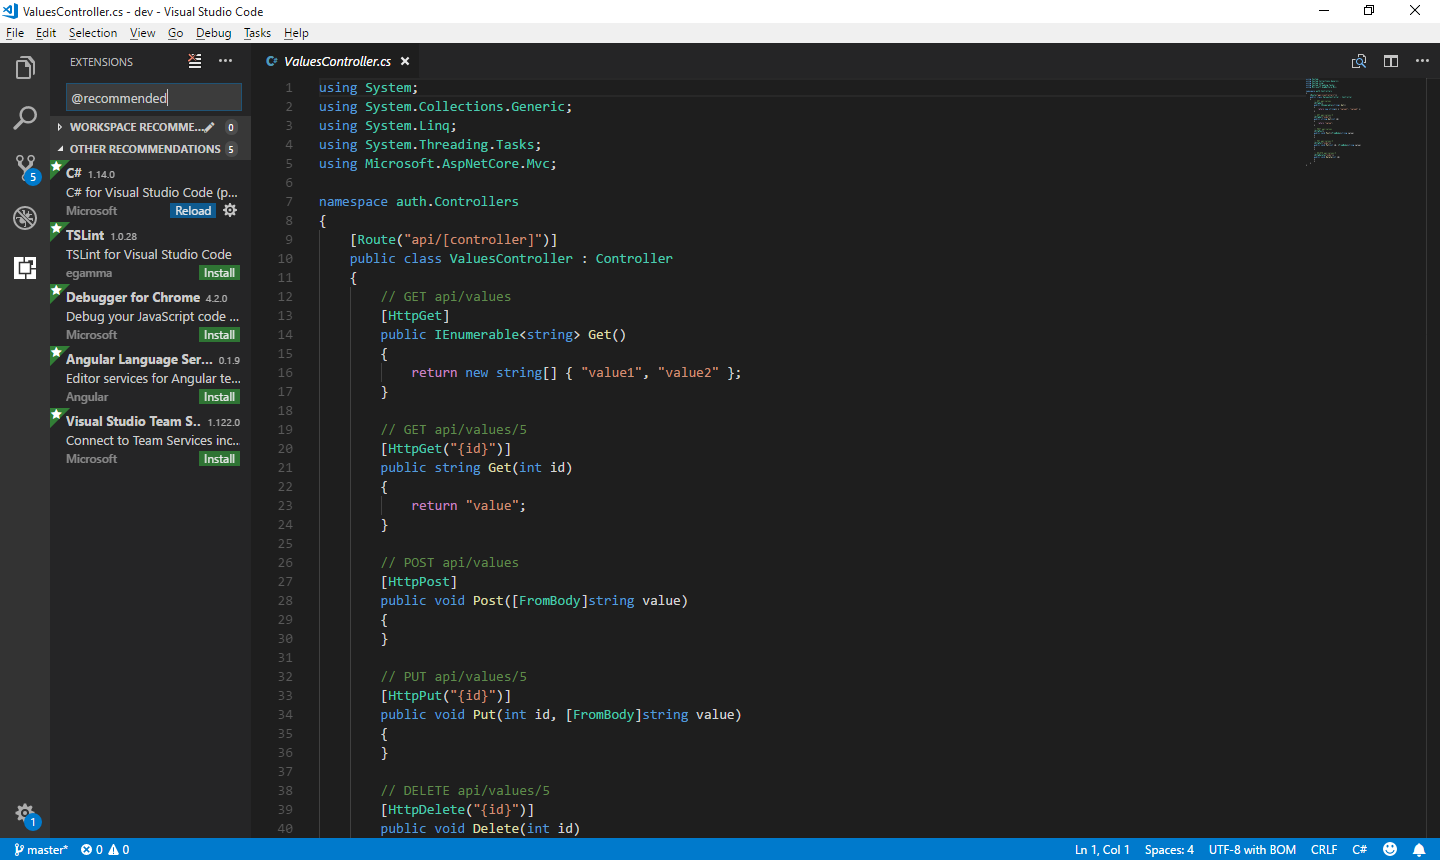 ValuesController.cs - dev - Visual Studio Code
File Edit Selection View Go Debug Tasks Help
EXTENSIONS
@recommended
WORKSPACE RECOMME... 0
OTHER RECOMMENDATIONS 5
C# 1.14.0
C# for Visual Studio Code (p...
Microsoft Reload
TSLint 1.0.28
TSLint for Visual Studio Code
egamma Install
Debugger for Chrome 4.2.0
Debug your JavaScript code ...
Microsoft Install
Angular Language Ser... 0.1.9
Editor services for Angular te...
Angular Install
Visual Studio Team S.. 1.122.0
Connect to Team Services inc...
Microsoft Install
5
1
C# ValuesController.cs
1 using System;
2 using System.Collections.Generic;
3 using System.Linq;
4 using System.Threading.Tasks;
5 using Microsoft.AspNetCore.Mvc;
6
7 namespace auth.Controllers
8 {
9 [Route("api/[controller]")]
10 public class ValuesController : Controller
11 {
12 // GET api/values
13 [HttpGet]
14 public IEnumerable<string> Get()
15 {
16 return new string[] { "value1", "value2" };
17 }
18
19 // GET api/values/5
20 [HttpGet("{id}")]
21 public string Get(int id)
22 {
23 return "value";
24 }
25
26 // POST api/values
27 [HttpPost]
28 public void Post([FromBody]string value)
29 {
30 }
31
32 // PUT api/values/5
33 [HttpPut("{id}")]
34 public void Put(int id, [FromBody]string value)
35 {
36 }
37
38 // DELETE api/values/5
39 [HttpDelete("{id}")]
40 public void Delete(int id)
master* 0 0 Ln 1, Col 1 Spaces: 4 UTF-8 with BOM CRLF C#